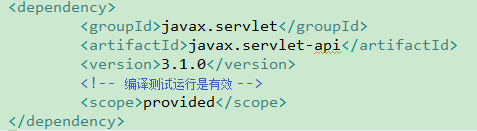 <dependency>
<groupId>javax.servlet</groupId>
<artifactId>javax.servlet-api</artifactId>
<version>3.1.0</version>
<!-- 编译测试运行是有效 -->
<scope>provided</scope>
</dependency>